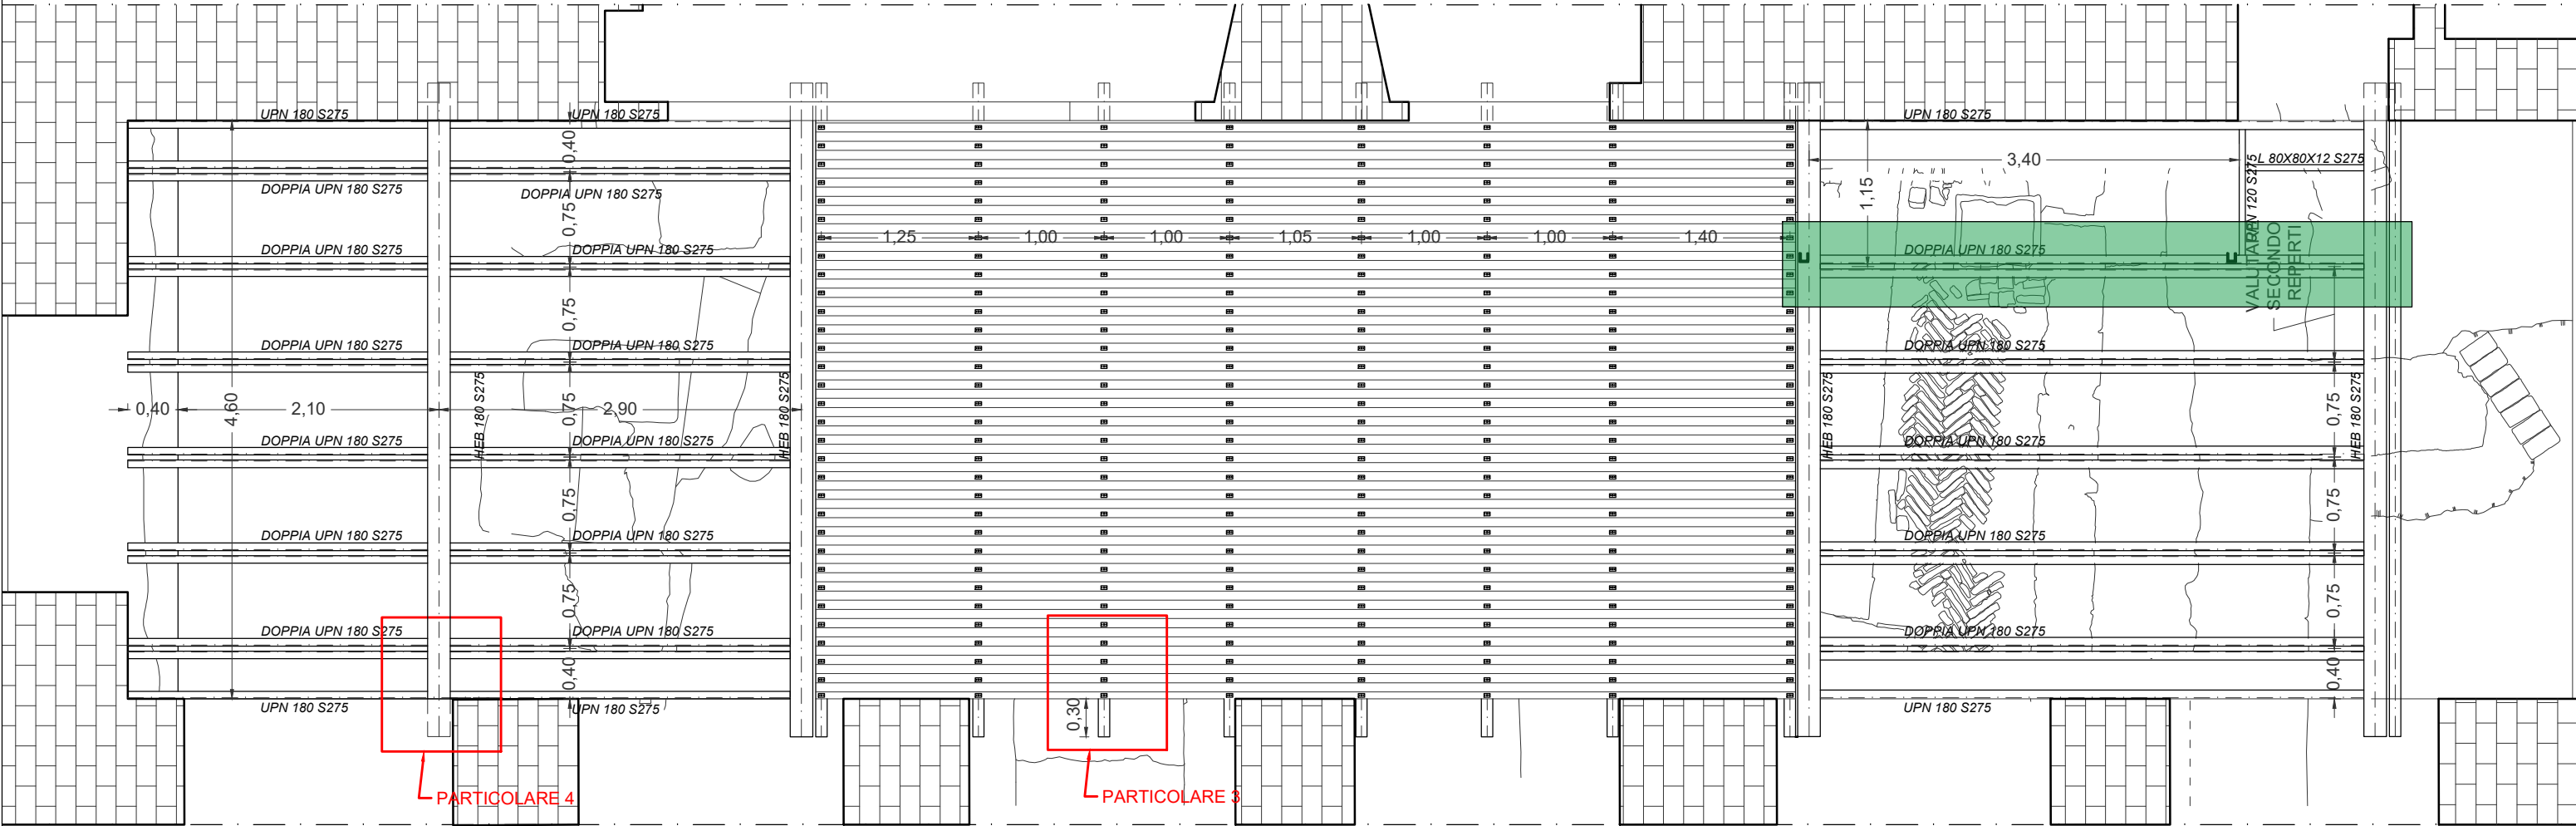 UPN 180 S275
UPN 180 S275
UPN 180 S275
0,40
3,40
L 80X80X12 S275
DOPPIA UPN 180 S275
DOPPIA UPN 180 S275
0,75
1,15
UPN 120 S275
1,25
1,00
1,00
1,05
1,00
1,00
1,40
DOPPIA UPN 180 S275
DOPPIA UPN 180 S275
DOPPIA UPN 180 S275
VALUTARE
SECONDO
REPERTI
0,75
DOPPIA UPN 180 S275
DOPPIA UPN 180 S275
DOPPIA UPN 180 S275
0,40
4,60
2,10
HEB 180 S275
0,75
2,90
HEB 180 S275
HEB 180 S275
0,75
HEB 180 S275
DOPPIA UPN 180 S275
DOPPIA UPN 180 S275
DOPPIA UPN 180 S275
0,75
0,75
DOPPIA UPN 180 S275
DOPPIA UPN 180 S275
DOPPIA UPN 180 S275
0,75
0,75
DOPPIA UPN 180 S275
DOPPIA UPN 180 S275
DOPPIA UPN 180 S275
0,40
0,40
UPN 180 S275
UPN 180 S275
0,30
UPN 180 S275
PARTICOLARE 4
PARTICOLARE 3